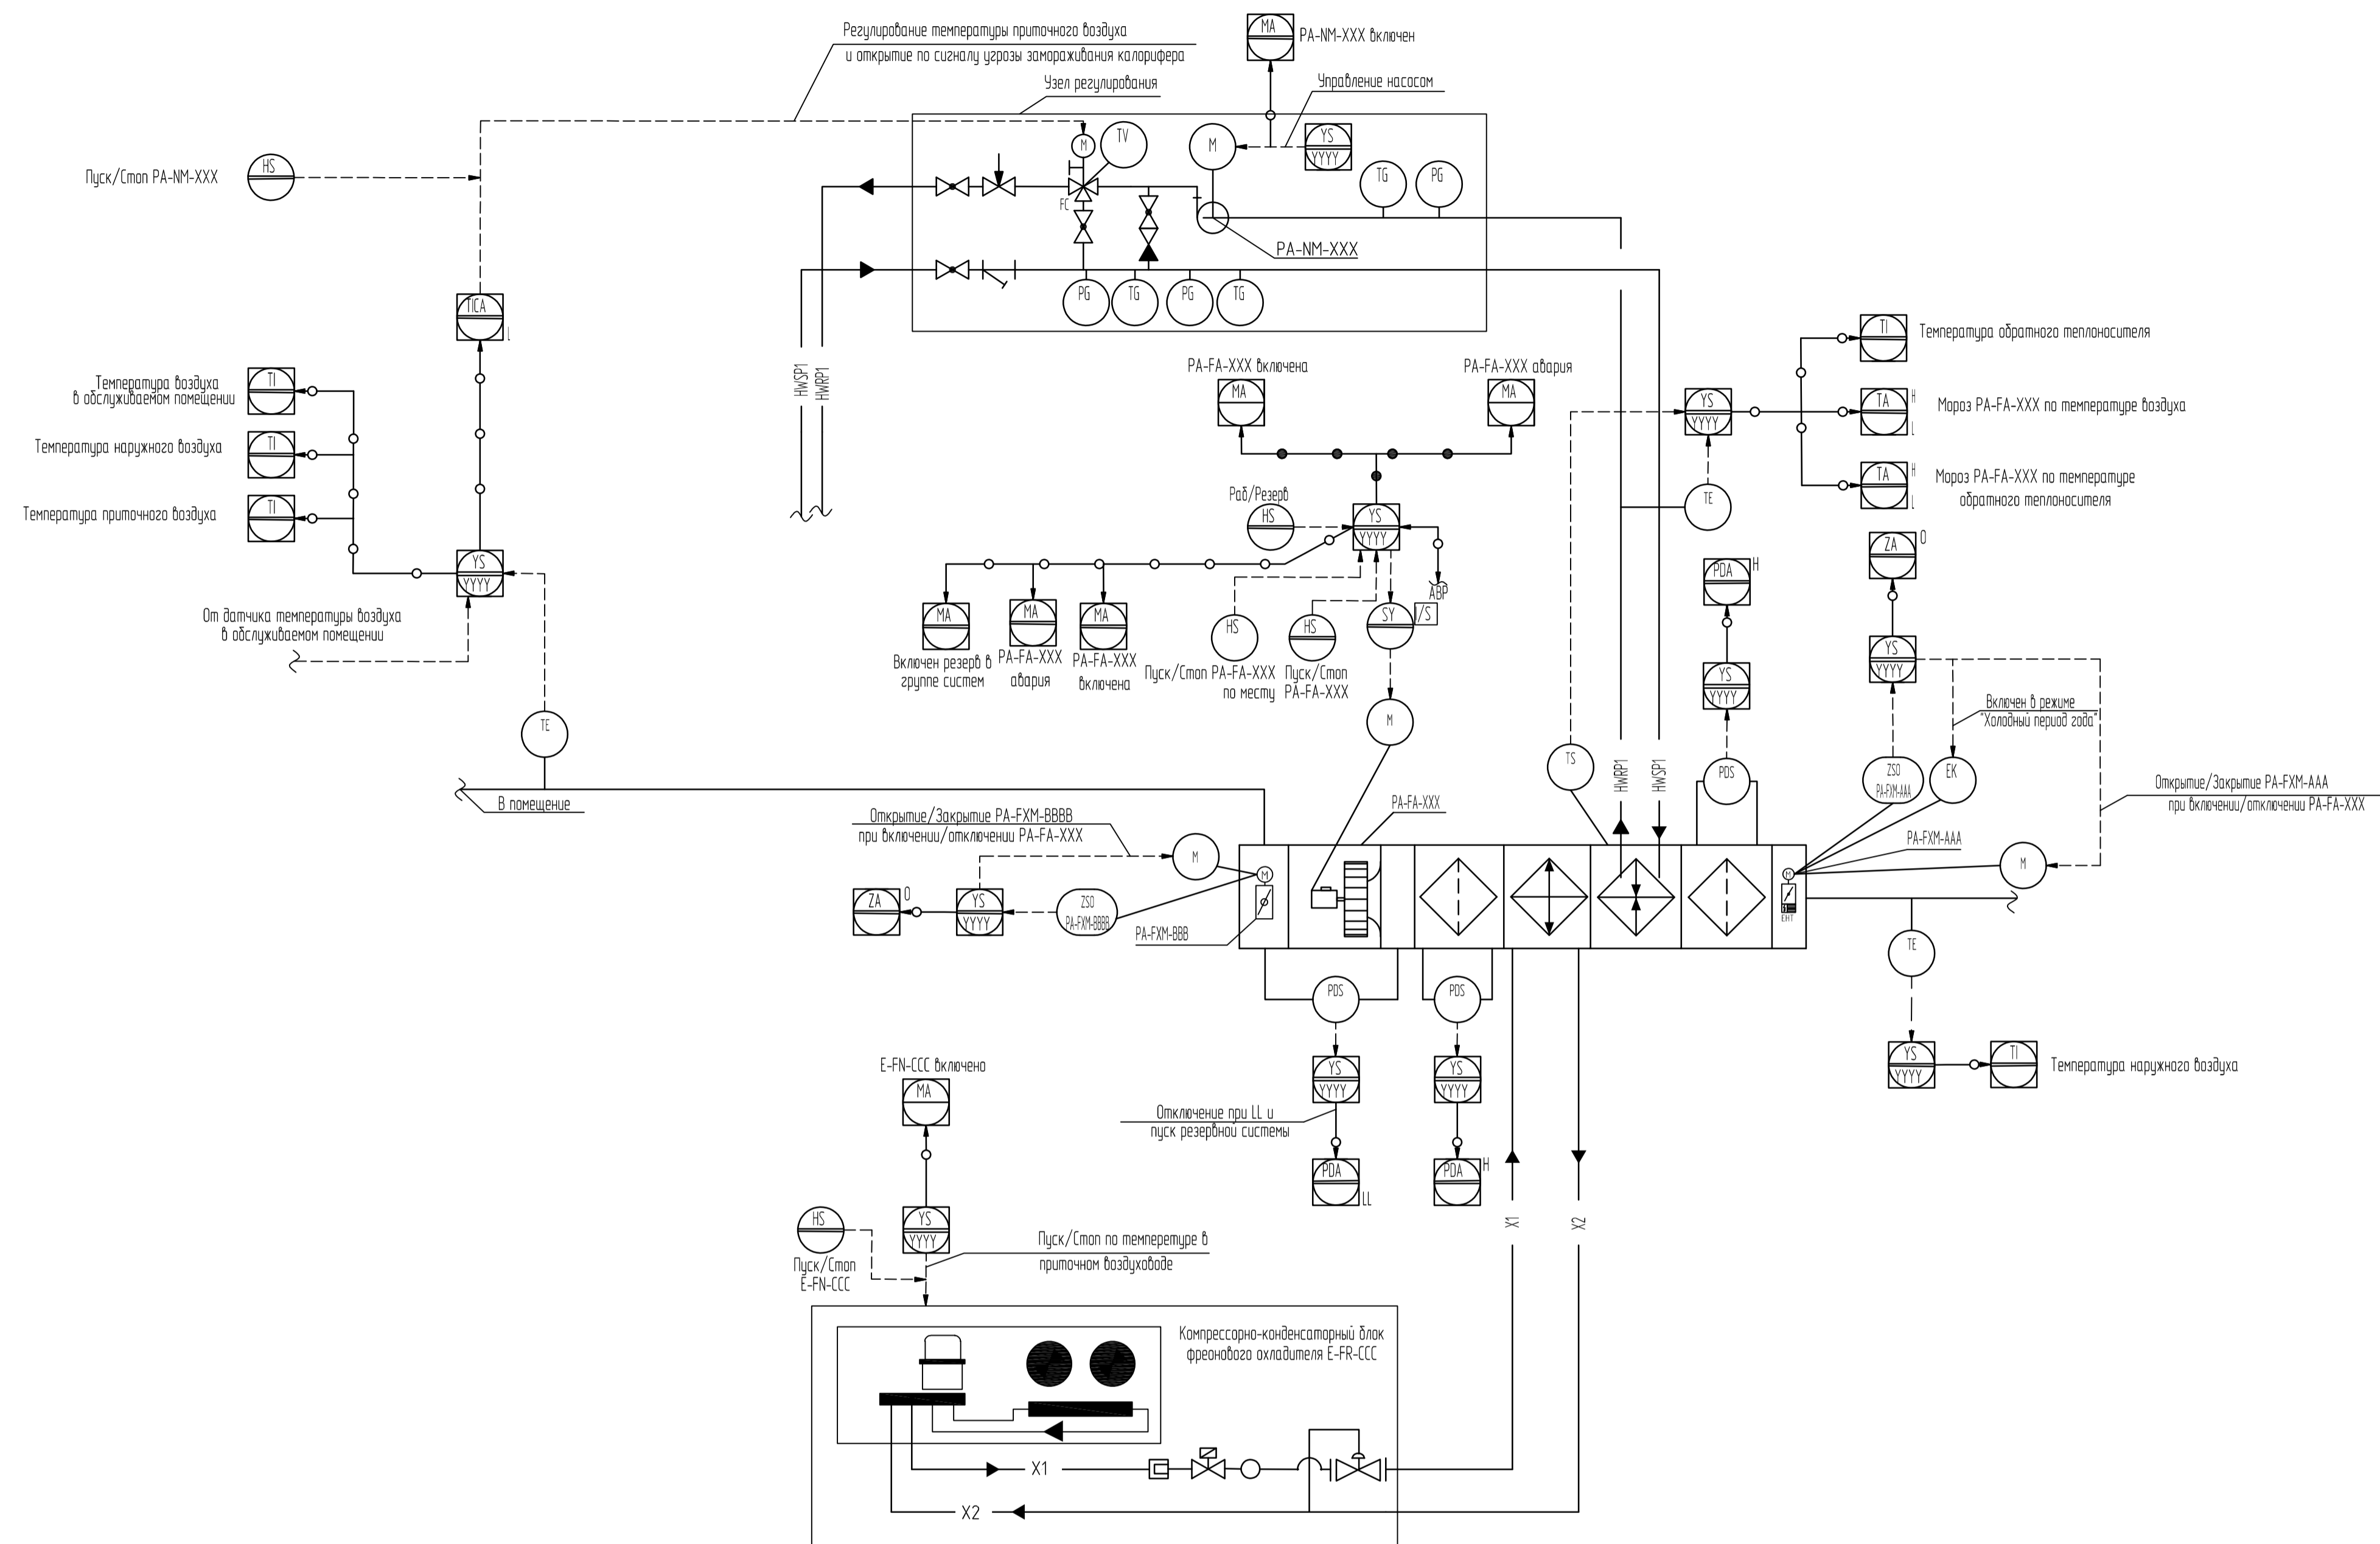 Регулирование температуры приточного воздуха
и открытие по сигналу угрозы замораживания калорифера
MA
PA-NM-XXX включен
Узел регулирования
Управление насосом
M
TV
M
YS
YYYY
Пуск/Стоп PA-NM-XXX
HS
TG
PG
FC
PA-NM-XXX
TICA
L
PG
TG
PG
TG
HWSP1
HWRP1
TI
Температура воздуха
в обслуживаемом помещении
TI
Температура наружного воздуха
TI
Температура приточного воздуха
YS
YYYY
От датчика температуры воздуха
в обслуживаемом помещении
TE
В помещение
PA-FA-XXX включена
MA
PA-FA-XXX авария
MA
Раб/Резерв
HS
YS
YYYY
АВР
MA
MA
MA
Включен резерв в
группе систем
PA-FA-XXX
авария
PA-FA-XXX
включена
HS
HS
SY
I/S
Пуск/Стоп PA-FA-XXX
по месту
Пуск/Стоп
PA-FA-XXX
M
TI
Температура обратного теплоносителя
YS
YYYY
TA
H
L
Мороз PA-FA-XXX по температуре воздуха
TA
H
L
Мороз PA-FA-XXX по температуре
обратного теплоносителя
TE
PDA
H
YS
YYYY
PDS
ZA
O
YS
YYYY
Включен в режиме
"Холодный период года"
ZSO
PA-FXM-AAA
EK
Открытие/Закрытие PA-FXM-AAA
при включении/отключении PA-FA-XXX
TS
HWRP1
HWSP1
PA-FA-XXX
PA-FXM-AAA
M
M
EHT
Открытие/Закрытие PA-FXM-BBBB
при включении/отключении PA-FA-XXX
M
M
ZA
O
YS
YYYY
ZSO
PA-FXM-BBBB
PA-FXM-BBB
TE
YS
YYYY
TI
Температура наружного воздуха
PDS
PDS
YS
YYYY
YS
YYYY
Отключение при LL и
пуск резервной системы
PDA
LL
PDA
H
X1
X2
E-FN-CCC включено
MA
HS
YS
YYYY
Пуск/Стоп
E-FN-CCC
Пуск/Стоп по темперетуре в
приточном воздуховоде
Компрессорно-конденсаторный блок
фреонового охладителя E-FR-CCC
X1
X2